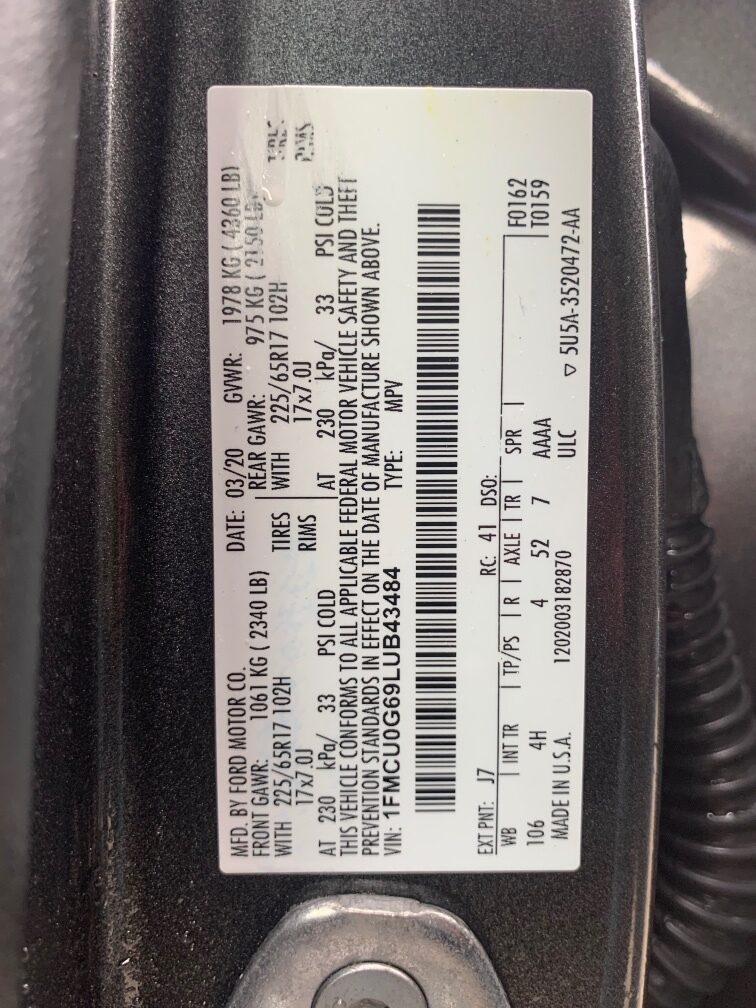 MFD. BY FORD MOTOR CO.
DATE: 03/20 GVWR: 1978 KG ( 4360 LB)
FRONT GAWR: 1061 KG ( 2340 LB)
REAR GAWR: 975 KG ( 2150 LB)
WITH 225/65R17 102H TIRES WITH 225/65R17 102H TIRES
17x7.0J RIMS 17x7.0J RIMS
AT 230 kPa/ 33 PSI COLD AT 230 kPa/ 33 PSI COLD
THIS VEHICLE CONFORMS TO ALL APPLICABLE FEDERAL MOTOR VEHICLE SAFETY AND THEFT
PREVENTION STANDARDS IN EFFECT ON THE DATE OF MANUFACTURE SHOWN ABOVE.
VIN: 1FMCU0G69LUB43484 TYPE: MPV
EXT PNT: J7 RC: 41 DSO: F0162
WB INT TR TP/PS R AXLE TR SPR T0159
106 4H 4 52 7 AAAA
MADE IN U.S.A. 1202003182870 ULC ▽ 5U5A-3520472-AA